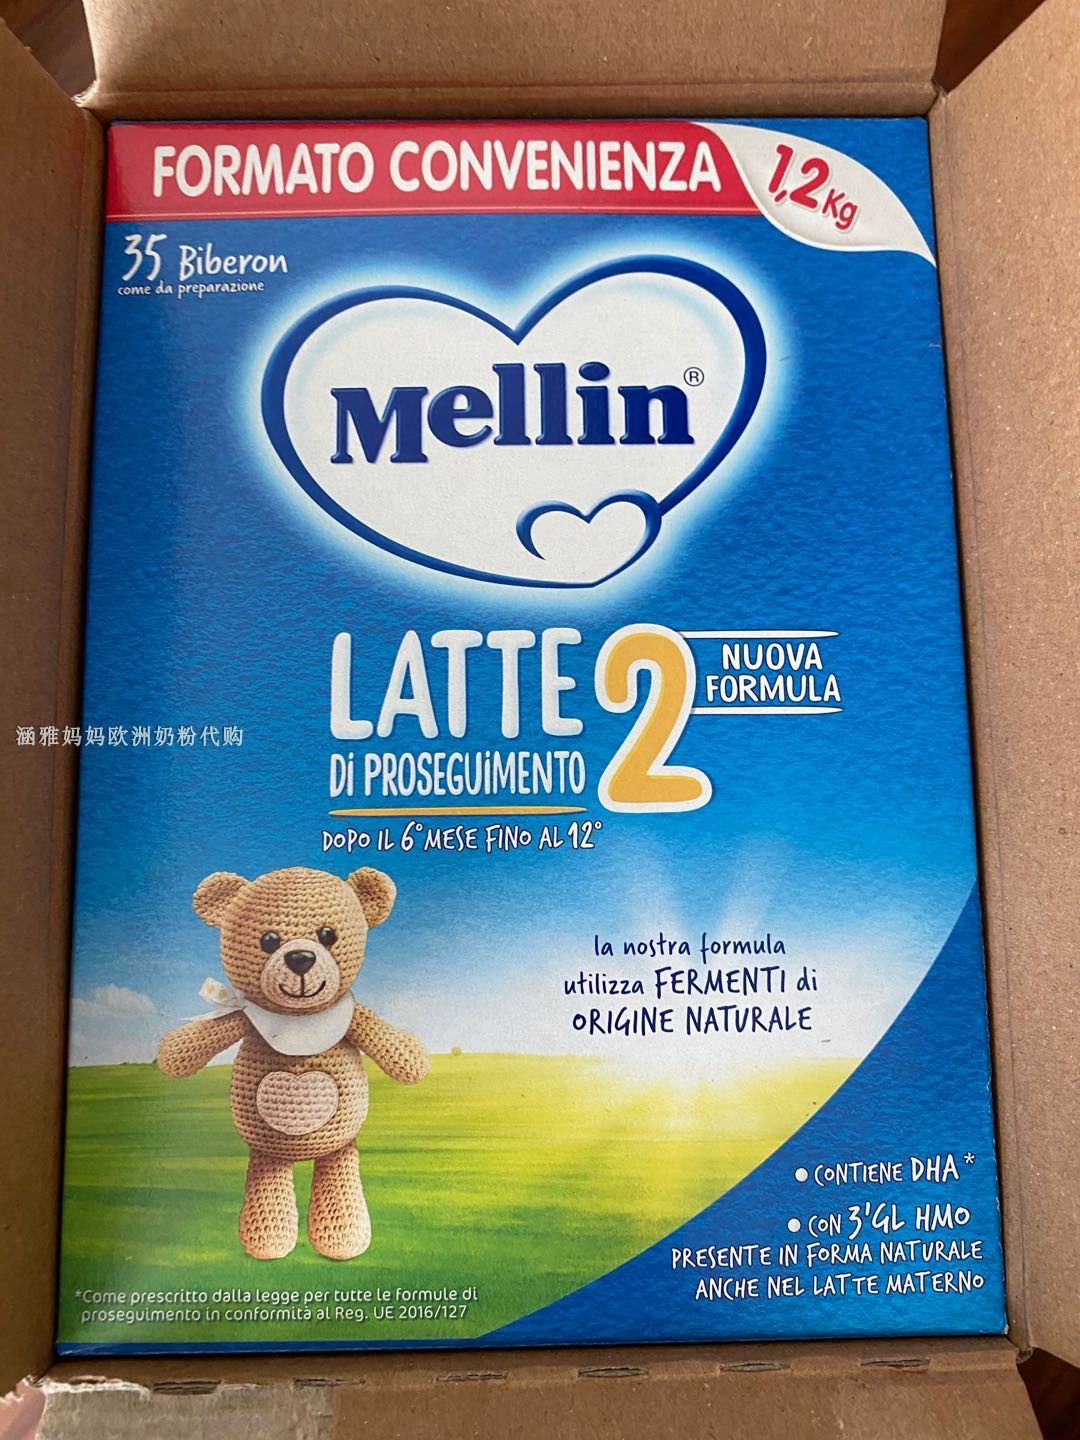 FORMATO CONVENIENZA
1,2Kg
35 Biberon
come da preparazione
Mellin®
LATTE 2
NUOVA
FORMULA
涵雅妈妈欧洲奶粉代购
Di PROSEGUiMENTO
DOPO IL 6° MESE FINO AL 12°
la nostra formula
utilizza FERMENTI di
ORIGINE NATURALE
• CONTIENE DHA*
• CON 3'GL HMO
PRESENTE IN FORMA NATURALE
ANCHE NEL LATTE MATERNO
*Come prescritto dalla legge per tutte le formule di
proseguimento in conformità al Reg. UE 2016/127